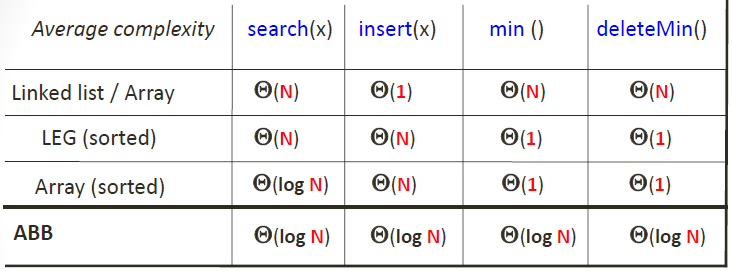 Average complexity search(x) insert(x) min () deleteMin()
Linked list / Array Θ(N) Θ(1) Θ(N) Θ(N)
LEG (sorted) Θ(N) Θ(N) Θ(1) Θ(1)
Array (sorted) Θ(log N) Θ(N) Θ(1) Θ(1)
ABB Θ(log N) Θ(log N) Θ(log N) Θ(log N)